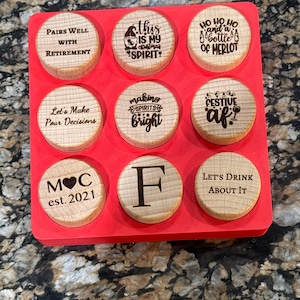 PAIRS WELL
WITH
RETIREMENT
this
IS MY
SPIRIT
HO HO HO
and a
bottle
OF MERLOT
Let's Make
Pour Decisions
making
SPIRITS
bright
FESTIVE
af
M♥C
est. 2021
F
LET'S DRINK
ABOUT IT